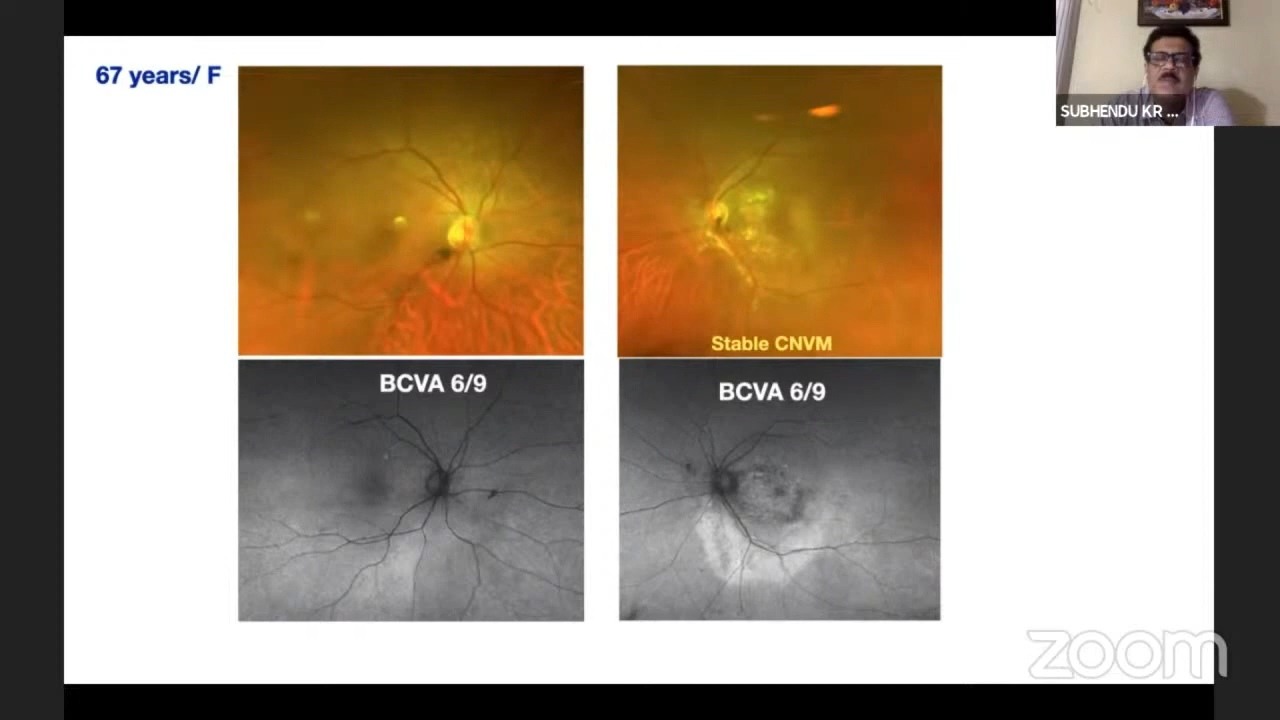 67 years/ F
SUBHENDU KR ...
Stable CNVM
BCVA 6/9
BCVA 6/9
zoom